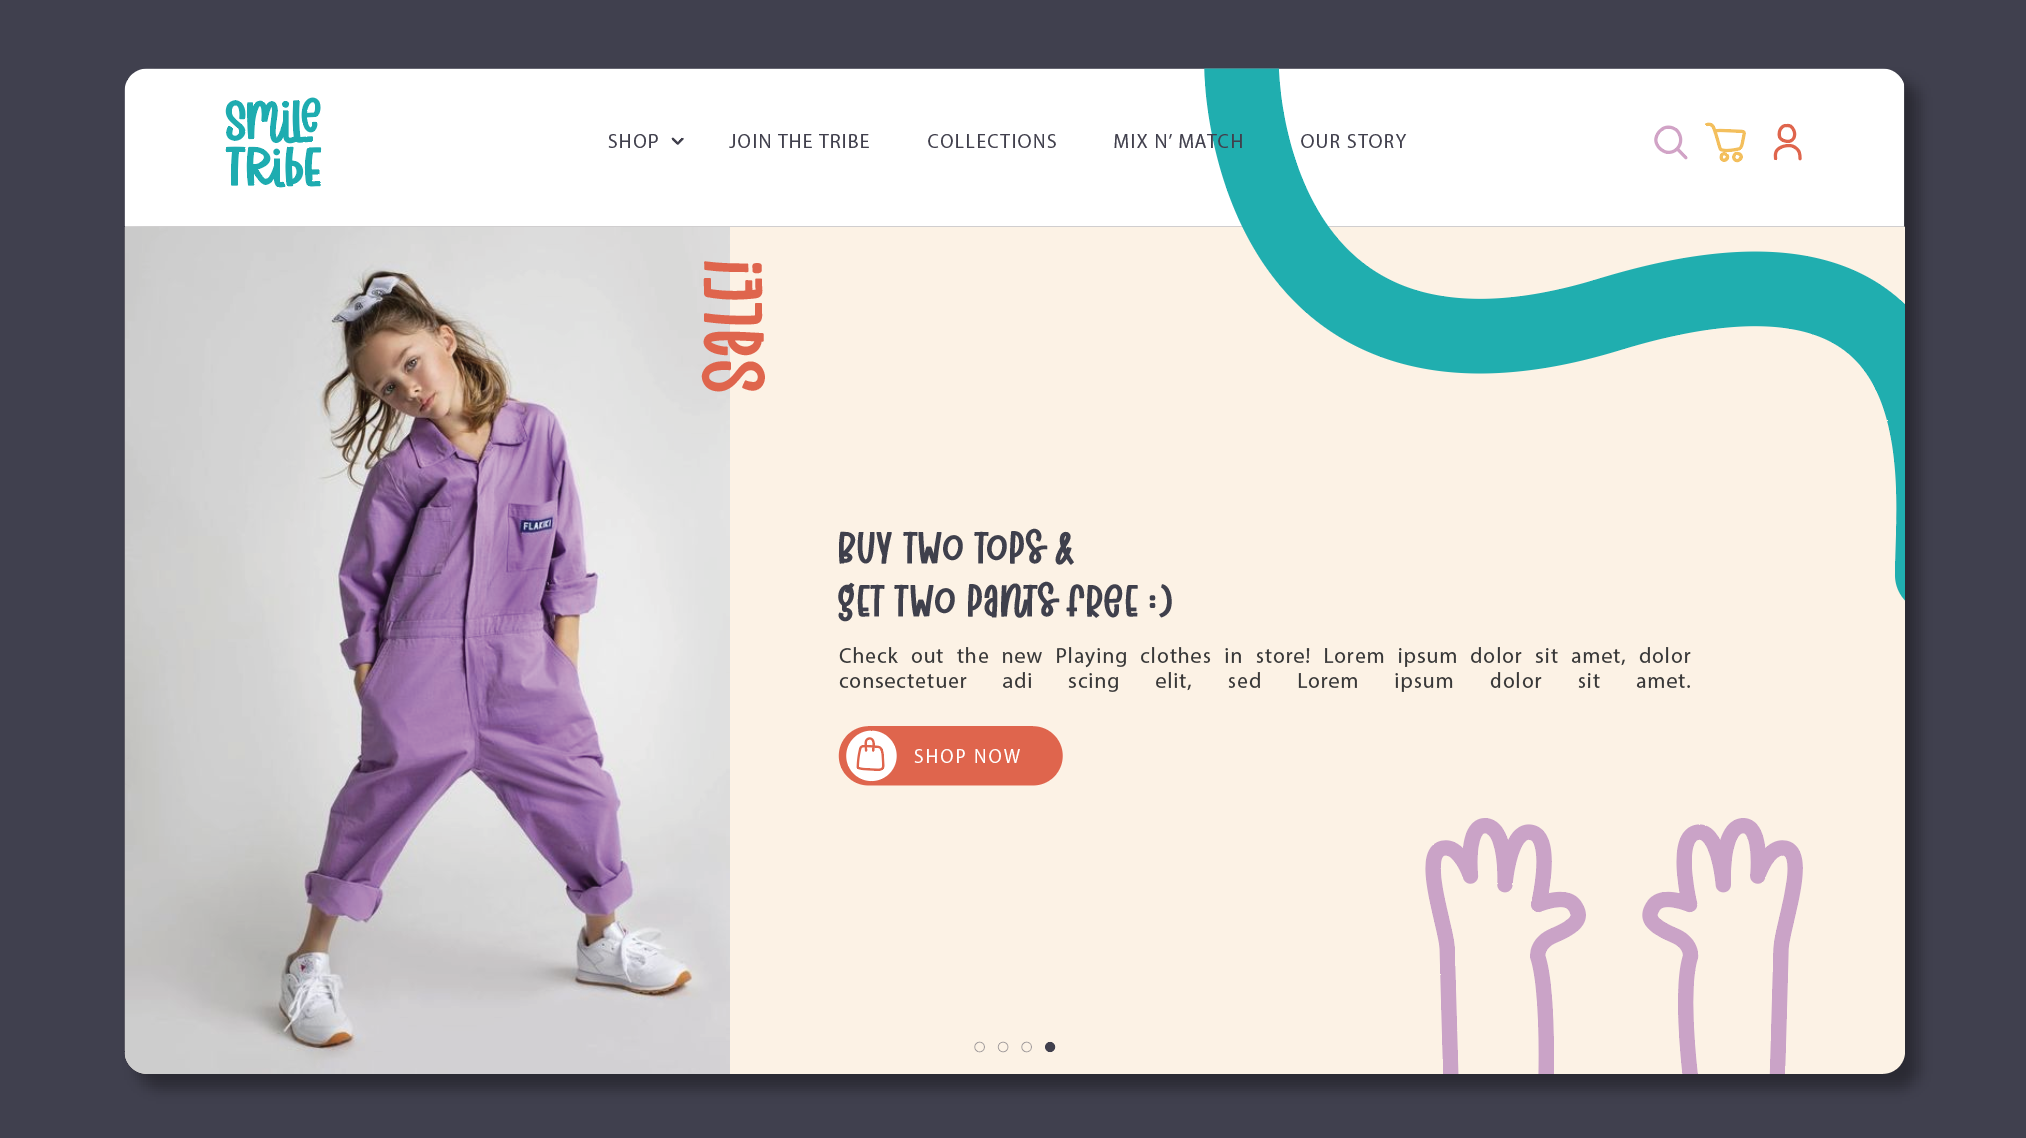 Smile
TRibE
SHOP
JOIN THE TRIBE
COLLECTIONS
MIX N’ MATCH
OUR STORY
Sale!
FLAKIKI
BUY TWO TOPS &
GET TWO PANTS FREE :)
Check out the new Playing clothes in store! Lorem ipsum dolor sit amet, dolor
consectetuer adi scing elit, sed Lorem ipsum dolor sit amet.
SHOP NOW